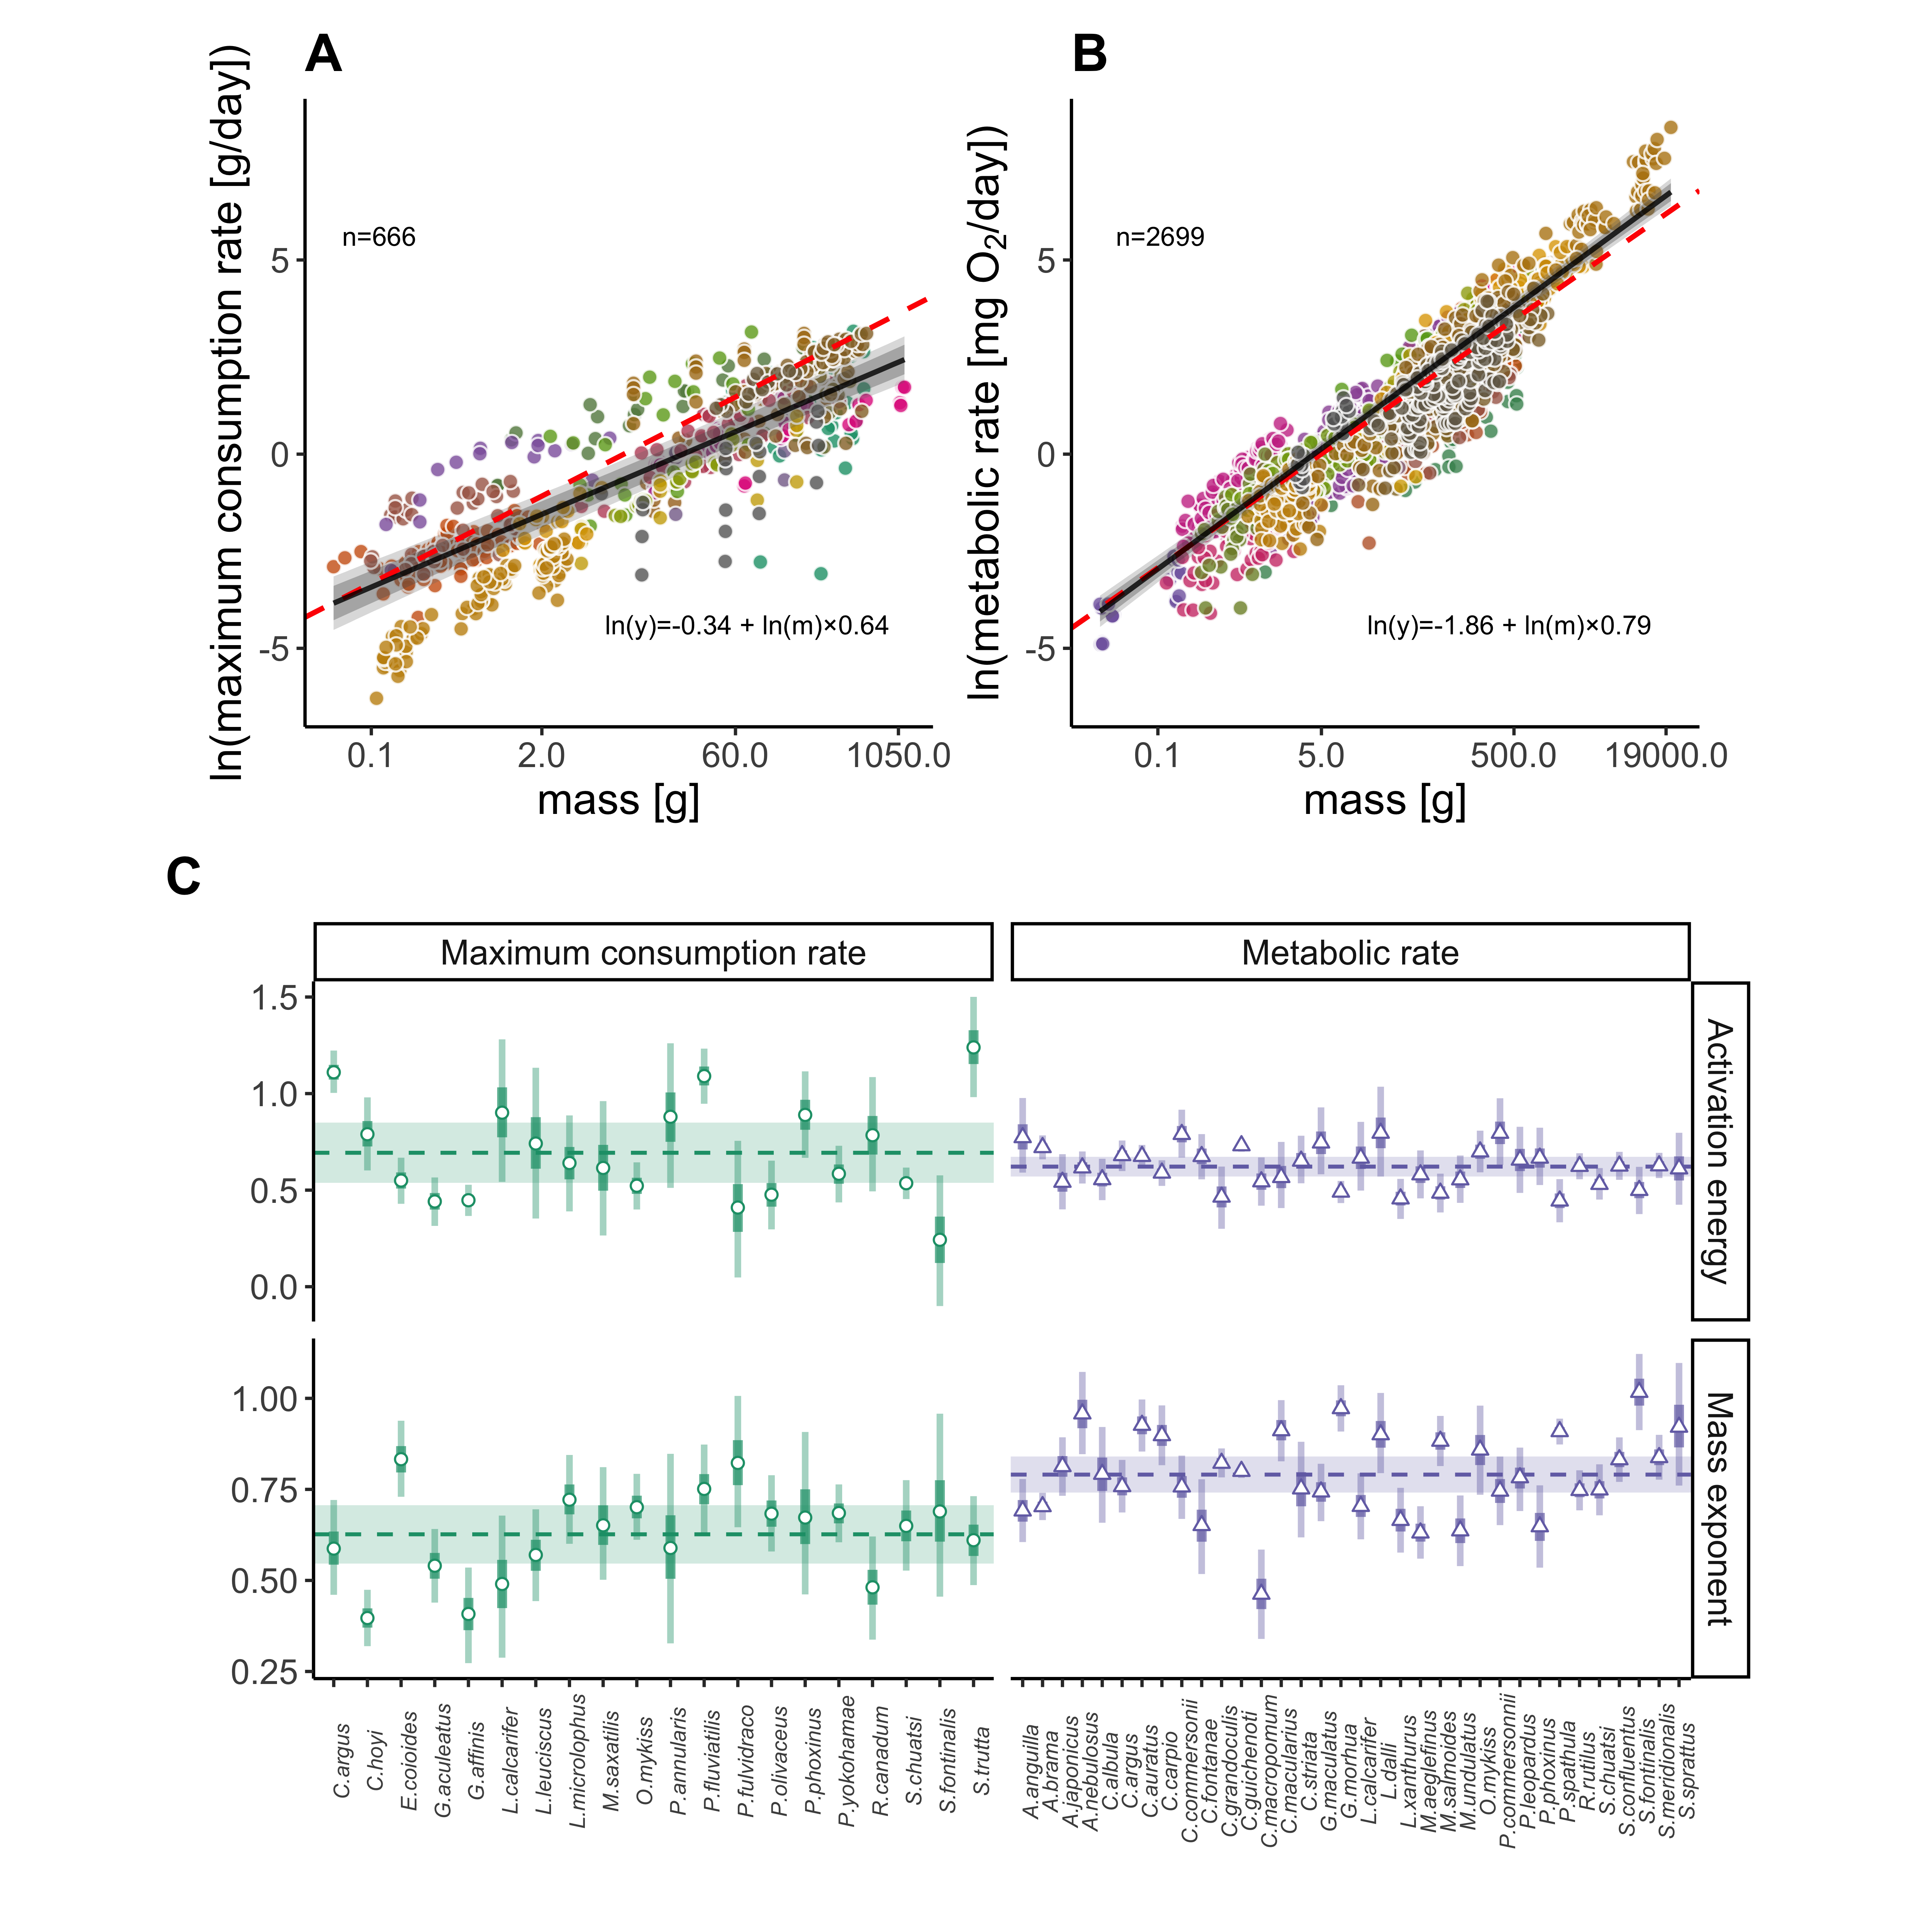 A
B
ln(maximum consumption rate [g/day])
5
0
-5
n=666
ln(y)=-0.34 + ln(m)×0.64
0.1
2.0
60.0
1050.0
mass [g]
ln(metabolic rate [mg O₂/day])
5
0
-5
n=2699
ln(y)=-1.86 + ln(m)×0.79
0.1
5.0
500.0
19000.0
mass [g]
C
Maximum consumption rate
Metabolic rate
1.5
1.0
0.5
0.0
Activation energy
1.00
0.75
0.50
0.25
Mass exponent
C.argus
C.hoyi
E.coioides
G.aculeatus
G.affinis
L.calcarifer
L.leuciscus
L.microlophus
M.saxatilis
O.mykiss
P.annularis
P.fluviatilis
P.fulvidraco
P.olivaceus
P.phoxinus
P.yokohamae
R.canadum
S.chuatsi
S.fontinalis
S.trutta
A.anguilla
A.brama
A.japonicus
A.nebulosus
C.albula
C.argus
C.auratus
C.carpio
C.commersonii
C.fontanae
C.grandoculis
C.guichenoti
C.macropomum
C.macularius
C.striata
G.maculatus
G.morhua
L.calcarifer
L.dalli
L.xanthurus
M.aeglefinus
M.salmoides
M.undulatus
O.mykiss
P.commersonnii
P.leopardus
P.phoxinus
P.spathula
R.rutilus
S.chuatsi
S.confluentus
S.fontinalis
S.meridionalis
S.sprattus